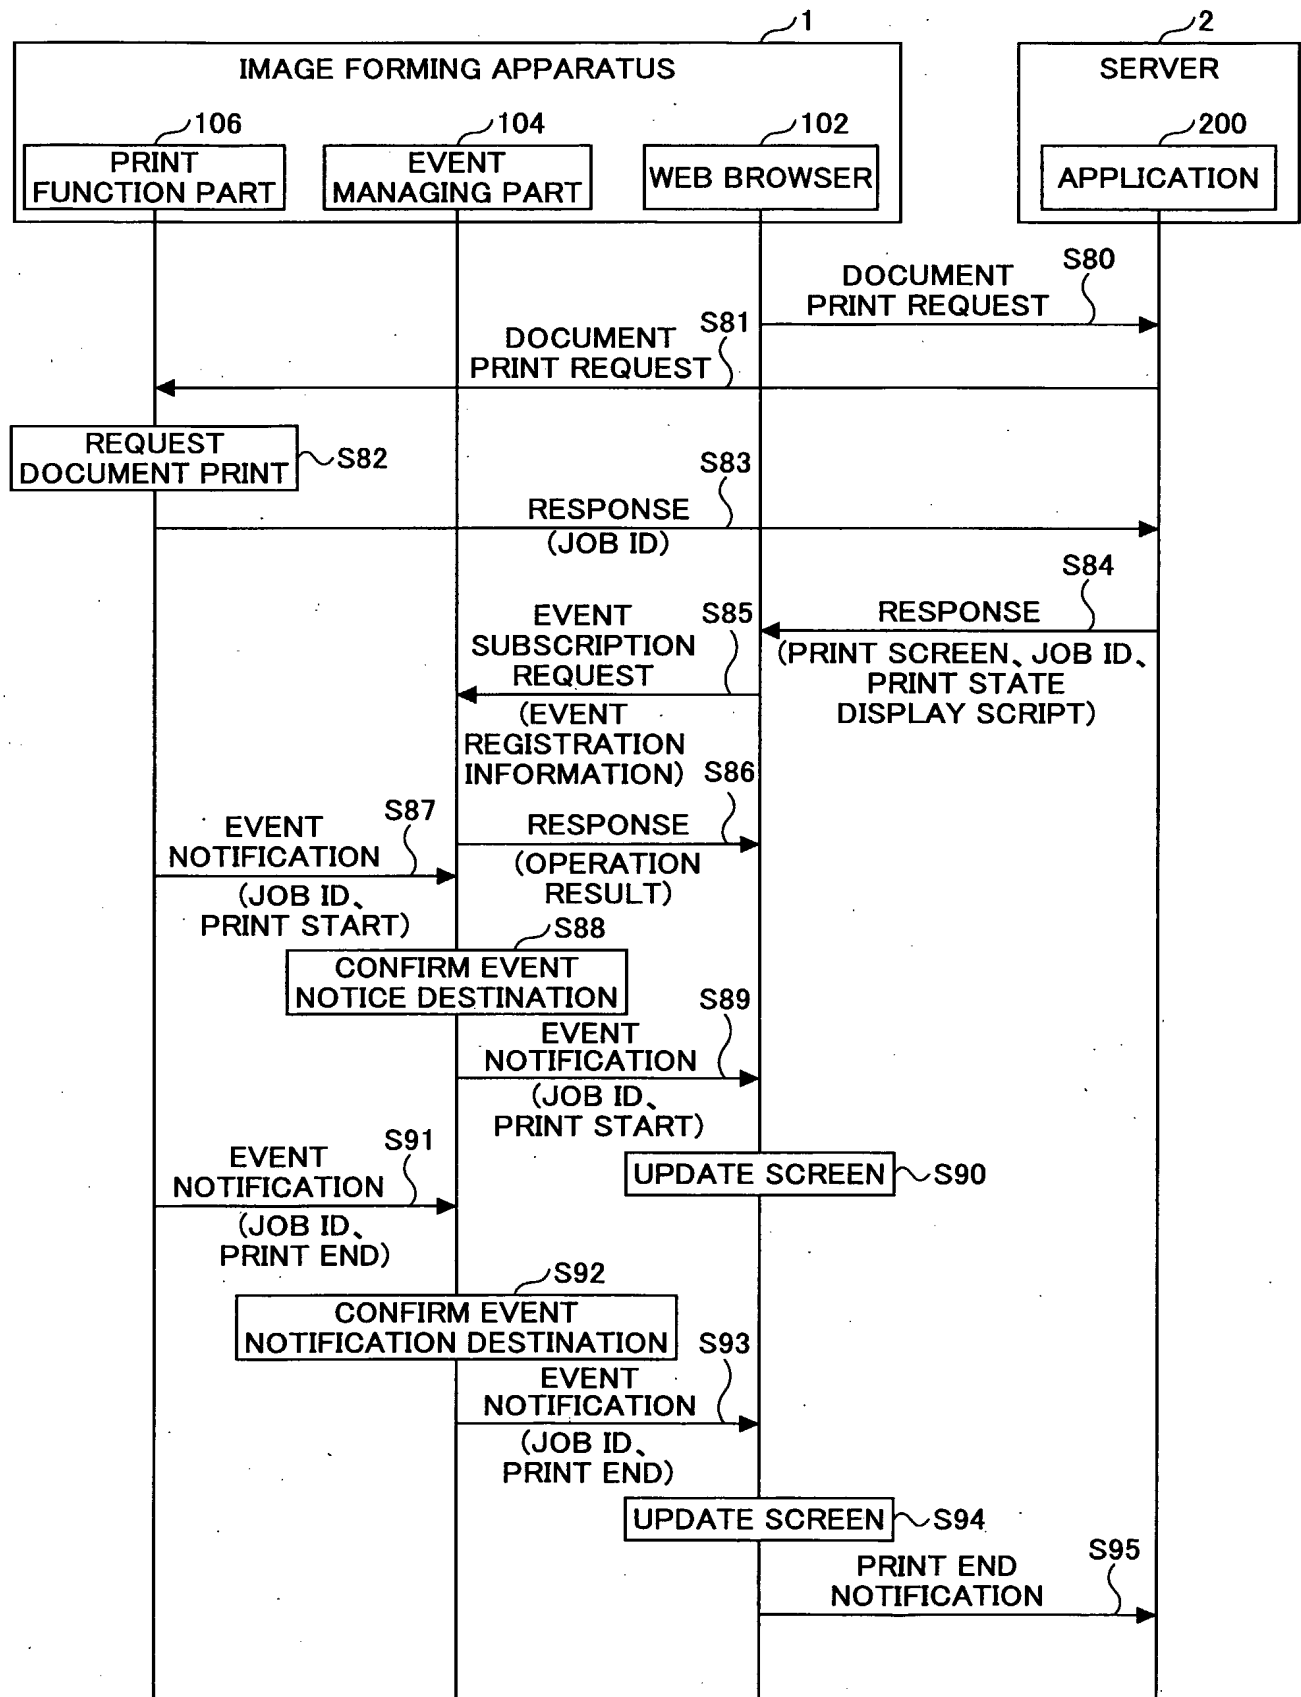 1
2
IMAGE FORMING APPARATUS
SERVER
106
104
102
200
PRINT
FUNCTION PART
EVENT
MANAGING PART
WEB BROWSER
APPLICATION
S80
DOCUMENT
PRINT REQUEST
S81
DOCUMENT
PRINT REQUEST
REQUEST
DOCUMENT PRINT
S82
S83
RESPONSE
(JOB ID)
S84
RESPONSE
(PRINT SCREEN、JOB ID、
PRINT STATE
DISPLAY SCRIPT)
S85
EVENT
SUBSCRIPTION
REQUEST
(EVENT
REGISTRATION
INFORMATION)
S86
RESPONSE
(OPERATION
RESULT)
S87
EVENT
NOTIFICATION
(JOB ID、
PRINT START)
S88
CONFIRM EVENT
NOTICE DESTINATION
S89
EVENT
NOTIFICATION
(JOB ID、
PRINT START)
UPDATE SCREEN
S90
S91
EVENT
NOTIFICATION
(JOB ID、
PRINT END)
S92
CONFIRM EVENT
NOTIFICATION DESTINATION
S93
EVENT
NOTIFICATION
(JOB ID、
PRINT END)
UPDATE SCREEN
S94
S95
PRINT END
NOTIFICATION